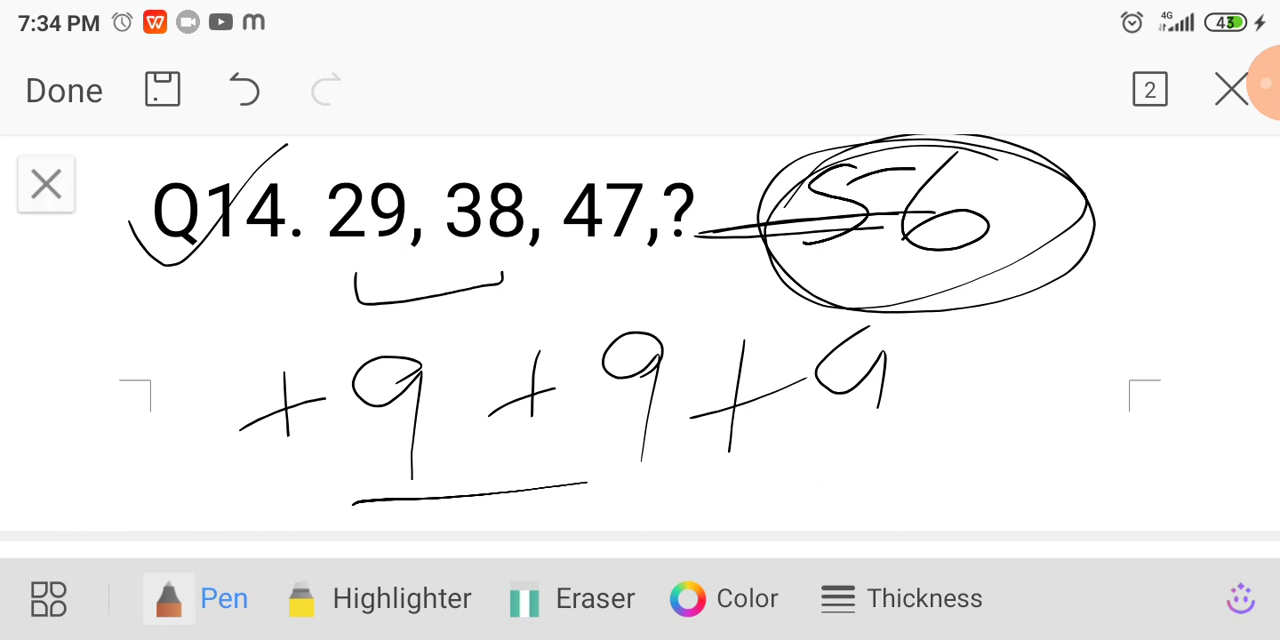 7:34 PM W m 4G 43
Done 2
Q14. 29, 38, 47,? 56
+9 +9 +9
Pen Highlighter Eraser Color Thickness